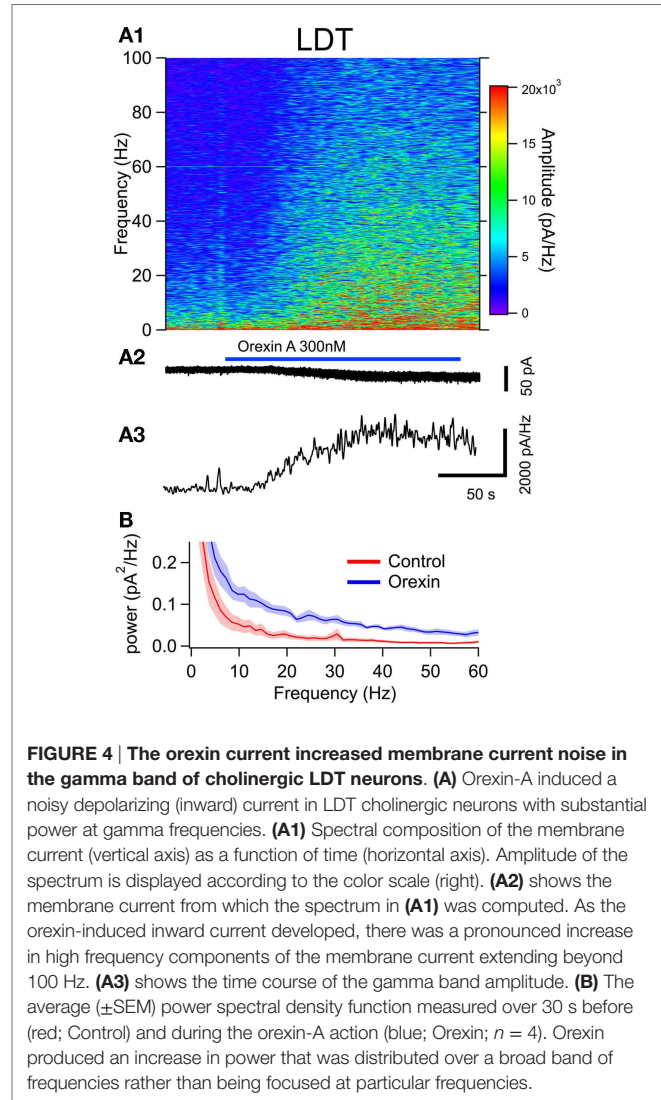 A1
LDT
100
80
60
40
20
0
Frequency (Hz)
20x10³
15
10
5
0
Amplitude (pA/Hz)
A2
Orexin A 300nM
50 pA
A3
2000 pA/Hz
50 s
B
0.2
0.1
0.0
power (pA²/Hz)
Control
Orexin
0 10 20 30 40 50 60
Frequency (Hz)
FIGURE 4 | The orexin current increased membrane current noise in
the gamma band of cholinergic LDT neurons. (A) Orexin-A induced a
noisy depolarizing (inward) current in LDT cholinergic neurons with substantial
power at gamma frequencies. (A1) Spectral composition of the membrane
current (vertical axis) as a function of time (horizontal axis). Amplitude of the
spectrum is displayed according to the color scale (right). (A2) shows the
membrane current from which the spectrum in (A1) was computed. As the
orexin-induced inward current developed, there was a pronounced increase
in high frequency components of the membrane current extending beyond
100 Hz. (A3) shows the time course of the gamma band amplitude. (B) The
average (±SEM) power spectral density function measured over 30 s before
(red; Control) and during the orexin-A action (blue; Orexin; n = 4). Orexin
produced an increase in power that was distributed over a broad band of
frequencies rather than being focused at particular frequencies.